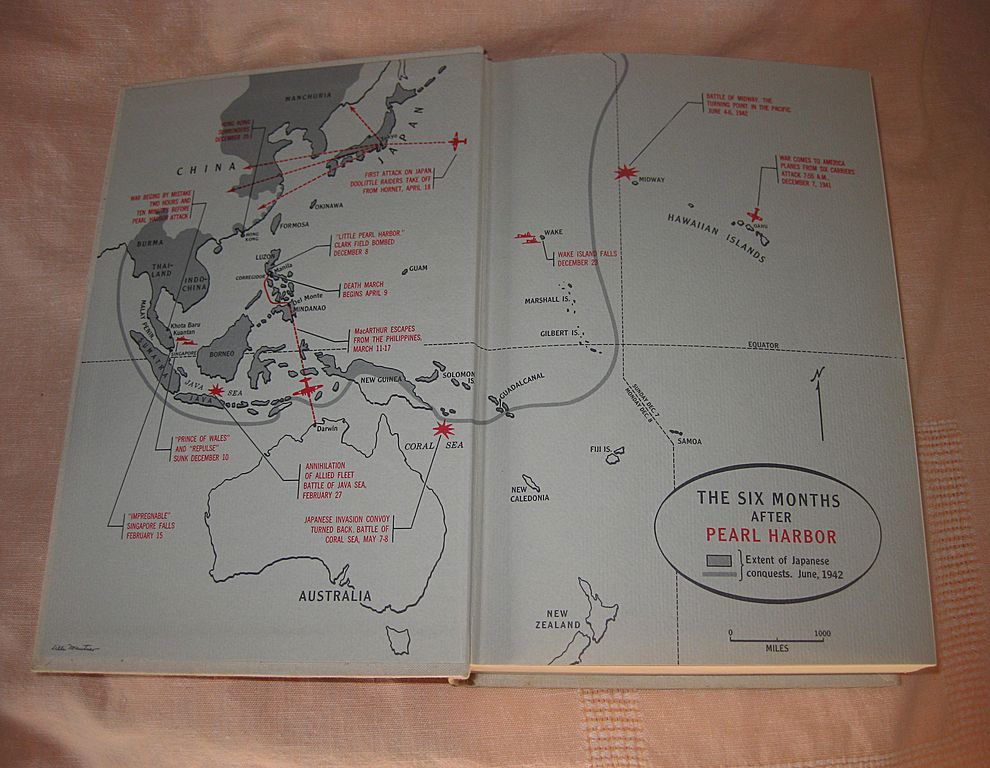 MANCHURIA
HONG KONG
SURRENDERS
DECEMBER 25
CHINA
JAPAN
WAR BEGINS BY MISTAKE
TWO HOURS AND
TEN MINUTES BEFORE
PEARL HARBOR ATTACK
FIRST ATTACK ON JAPAN,
DOOLITTLE RAIDERS TAKE OFF
FROM HORNET, APRIL 18
OKINAWA
FORMOSA
HONG
KONG
BURMA
THAI-
LAND
INDO-
CHINA
"LITTLE PEARL HARBOR."
CLARK FIELD BOMBED
DECEMBER 8
LUZON
Manila
CORREGIDOR
GUAM
DEATH MARCH
BEGINS APRIL 9
Del Monte
MINDANAO
MALAY PENIN.
Khota Baru
Kuantan
SINGAPORE
MacARTHUR ESCAPES
FROM THE PHILIPPINES,
MARCH 11-17
SUMATRA
BORNEO
JAVA SEA
JAVA
NEW GUINEA
SOLOMON
IS.
Darwin
CORAL SEA
"PRINCE OF WALES"
AND "REPULSE"
SUNK DECEMBER 10
ANNIHILATION
OF ALLIED FLEET
BATTLE OF JAVA SEA,
FEBRUARY 27
"IMPREGNABLE"
SINGAPORE FALLS
FEBRUARY 15
JAPANESE INVASION CONVOY
TURNED BACK. BATTLE OF
CORAL SEA, MAY 7-8
AUSTRALIA
BATTLE OF MIDWAY, THE
TURNING POINT IN THE PACIFIC.
JUNE 4-6, 1942
MIDWAY
WAR COMES TO AMERICA
PLANES FROM SIX CARRIERS
ATTACK 7:55 A.M.,
DECEMBER 7, 1941
OAHU
HAWAIIAN ISLANDS
WAKE
WAKE ISLAND FALLS
DECEMBER 23
MARSHALL IS.
GILBERT IS.
EQUATOR
GUADALCANAL
SUNDAY DEC. 7
MONDAY DEC. 8
N
SAMOA
FIJI IS.
NEW
CALEDONIA
THE SIX MONTHS
AFTER
PEARL HARBOR
Extent of Japanese
conquests. June, 1942
NEW
ZEALAND
0 1000
MILES